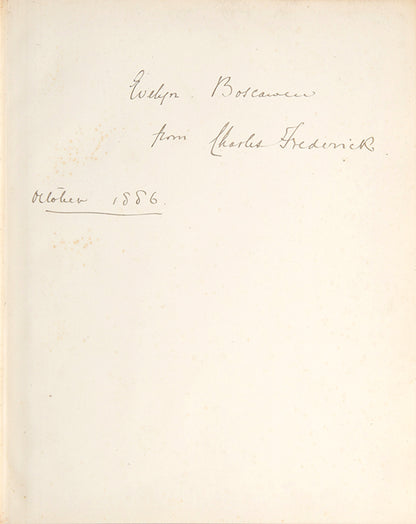 Evelyn Boscawen
from Charles Frederick
October 1886.